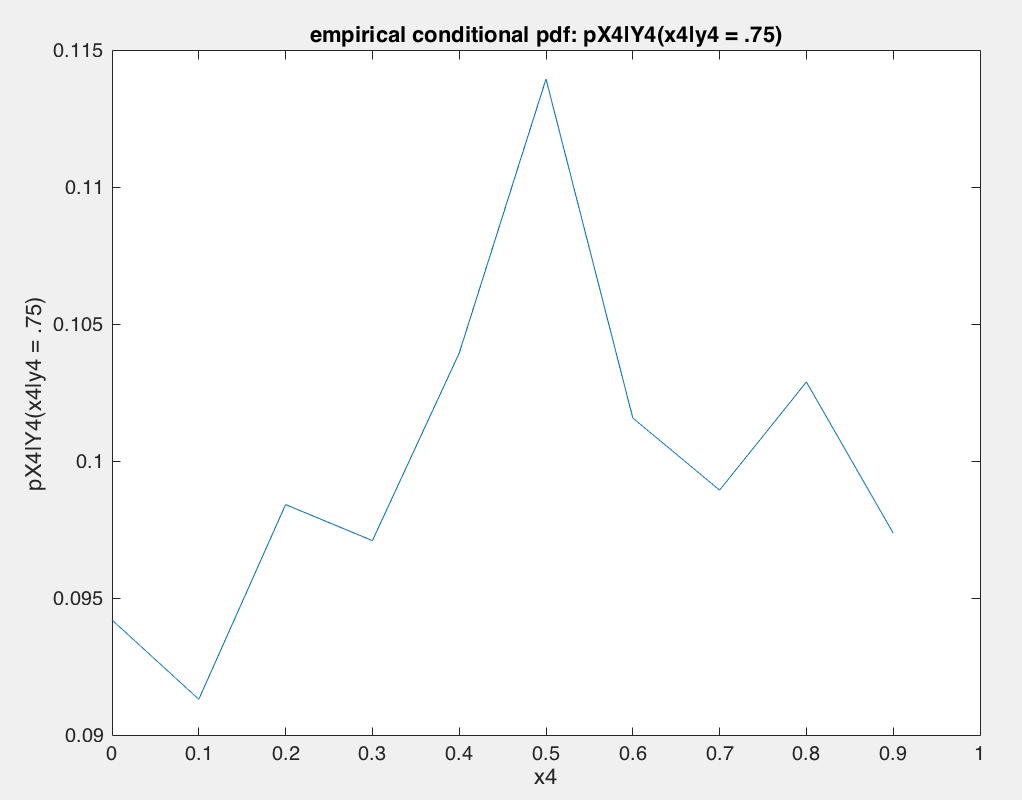 empirical conditional pdf: pX4lY4(x4ly4 = .75)
0.115
0.11
0.105
0.1
0.095
0.09
pX4lY4(x4ly4 = .75)
0 0.1 0.2 0.3 0.4 0.5 0.6 0.7 0.8 0.9 1
x4